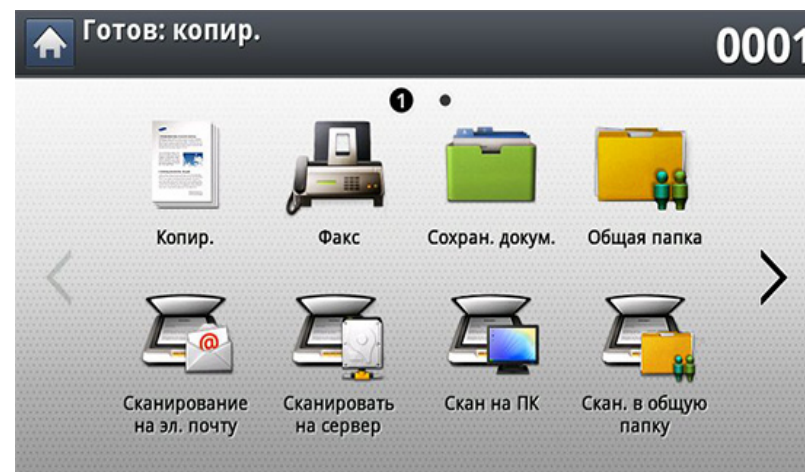 Готов: копир.
0001
1
Копир.
Факс
Сохран. докум.
Общая папка
Сканирование
на эл. почту
Сканировать
на сервер
Скан на ПК
Скан. в общую
папку